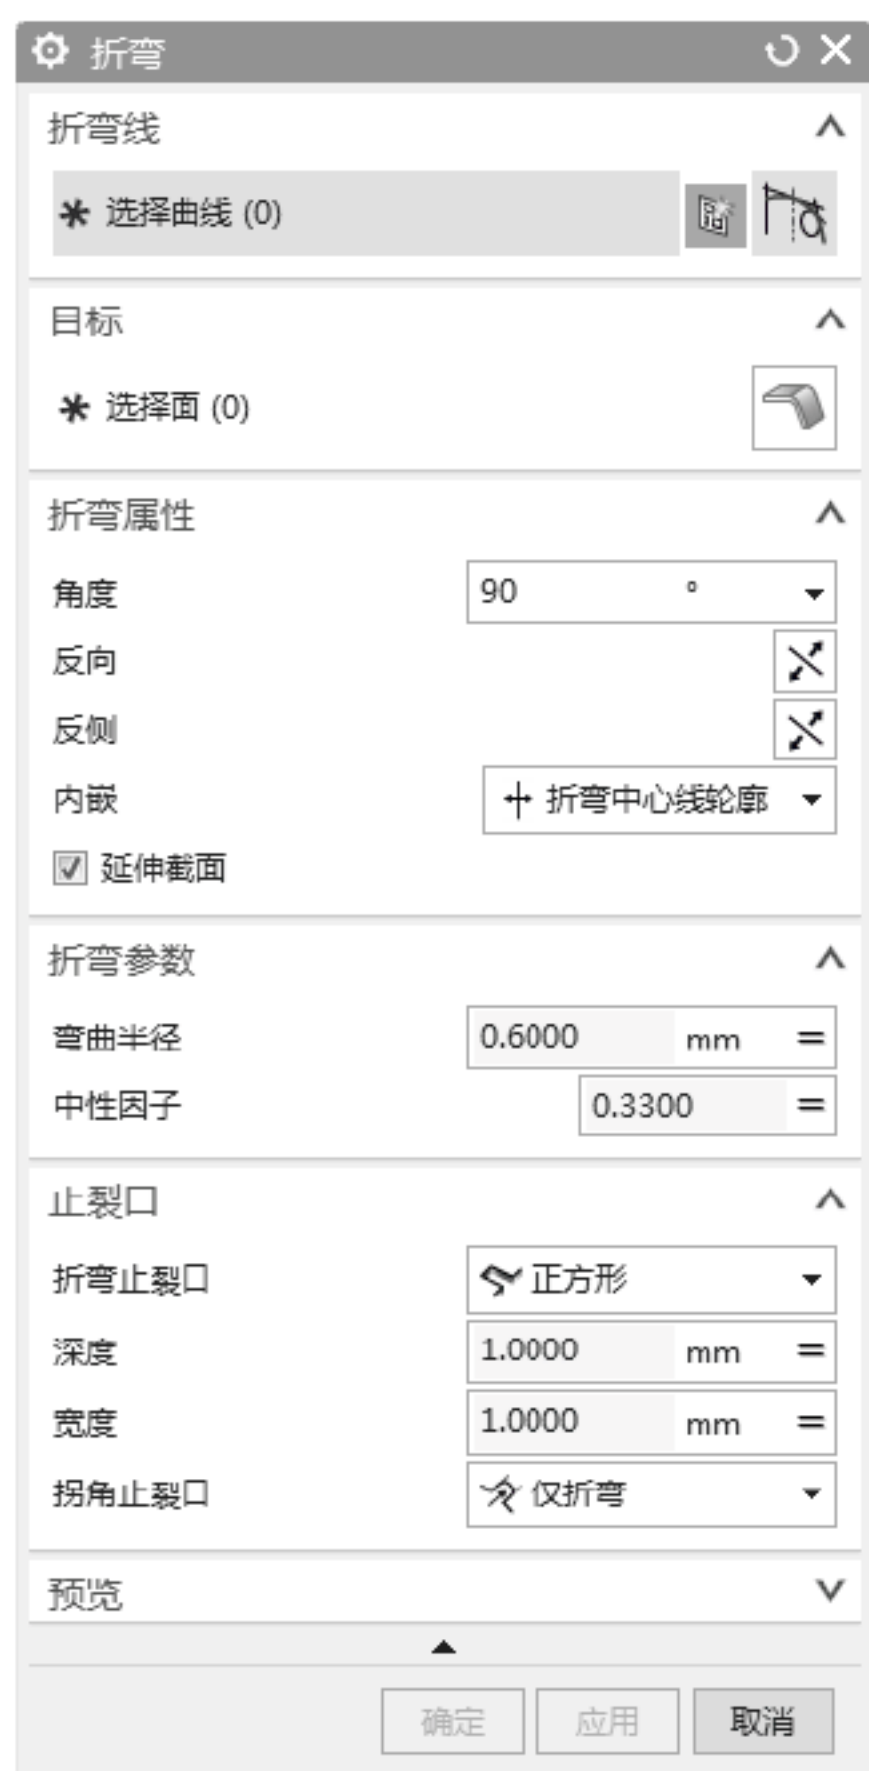 折弯
折弯线
* 选择曲线 (0)
目标
* 选择面 (0)
折弯属性
角度 90 °
反向
反侧
内嵌 折弯中心线轮廓
延伸截面
折弯参数
弯曲半径 0.6000 mm =
中性因子 0.3300 =
止裂口
折弯止裂口 正方形
深度 1.0000 mm =
宽度 1.0000 mm =
拐角止裂口 仅折弯
预览
确定 应用 取消